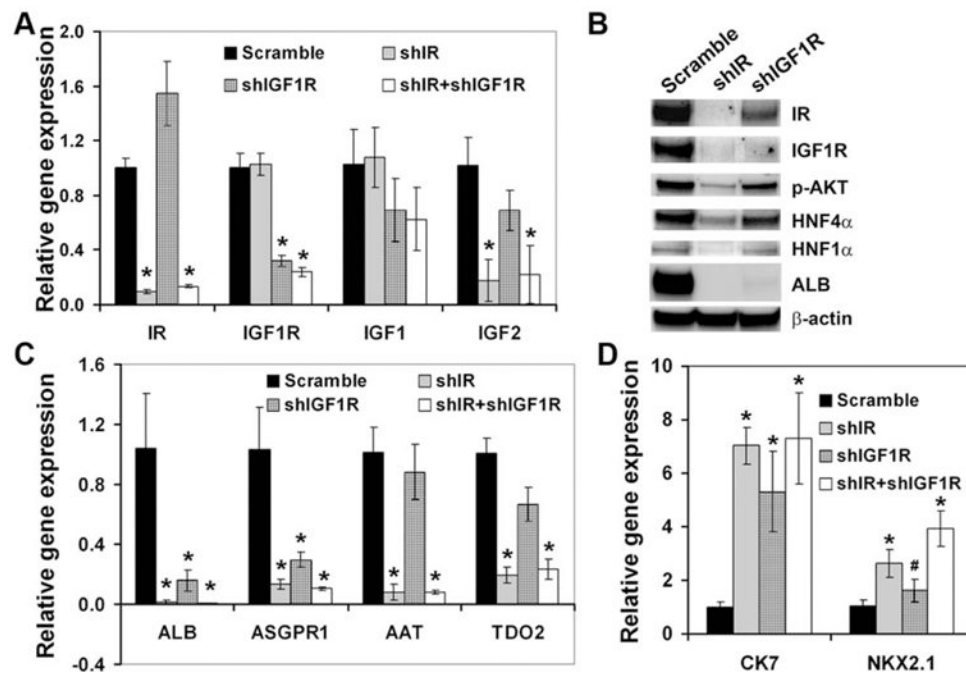 A
Relative gene expression
2.0
1.6
1.2
0.8
0.4
0.0
Scramble
shIR
shIGF1R
shIR+shIGF1R
* * * * * *
IR IGF1R IGF1 IGF2
B
Scramble
shIR
shIGF1R
IR
IGF1R
p-AKT
HNF4α
HNF1α
ALB
β-actin
C
Relative gene expression
1.6
1.2
0.8
0.4
0.0
-0.4
Scramble
shIR
shIGF1R
shIR+shIGF1R
* * * * * * * * * *
ALB ASGPR1 AAT TDO2
D
Relative gene expression
10
8
6
4
2
0
Scramble
shIR
shIGF1R
shIR+shIGF1R
* * * * # *
CK7 NKX2.1